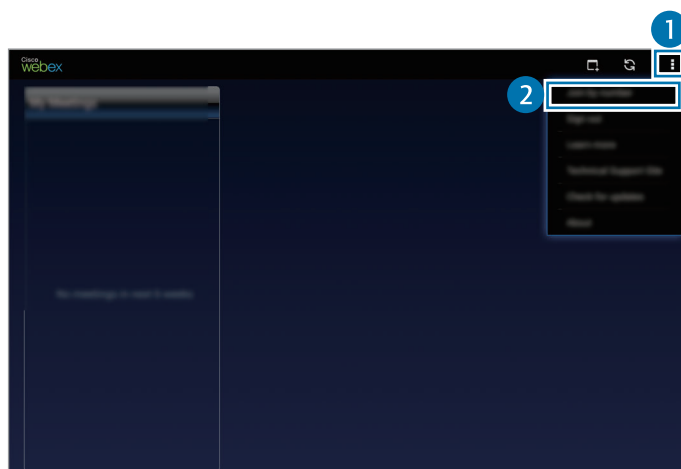 1
Cisco
webex
2
My Meetings
Join by number
Sign out
Learn more
Technical Support Site
Check for updates
About
No meetings in next 2 weeks